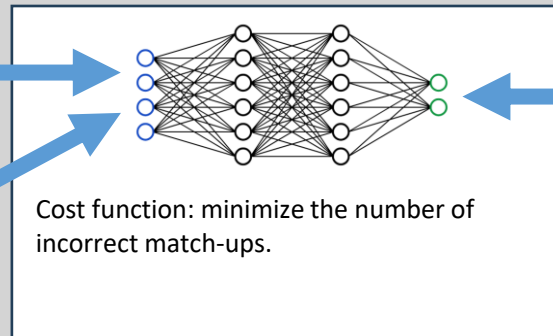 Cost function: minimize the number of
incorrect match-ups.